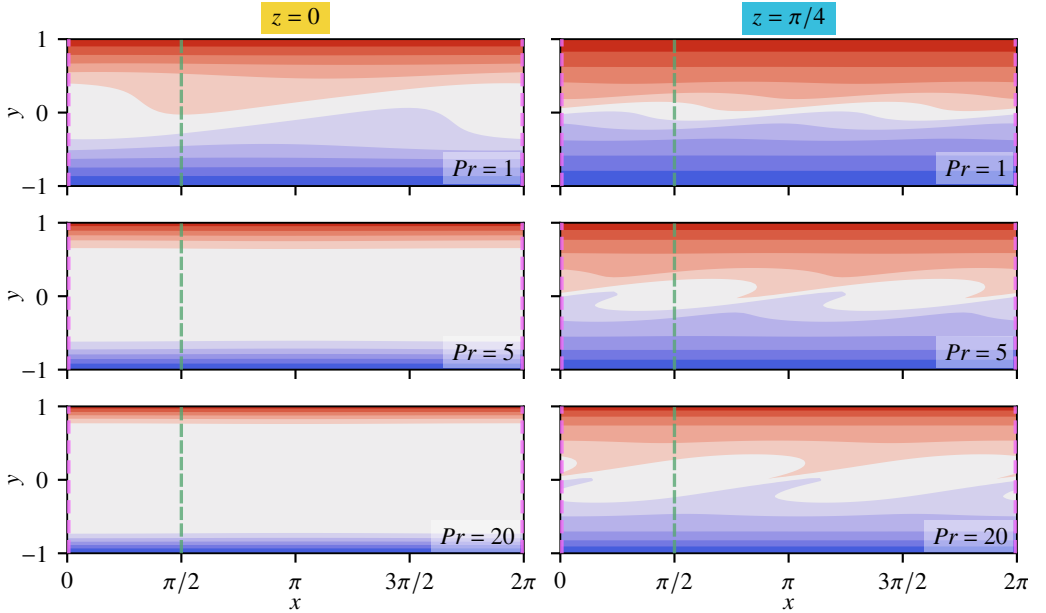 z = 0
z = π/4
1
0
−1
y
Pr = 1
Pr = 1
1
0
−1
y
Pr = 5
Pr = 5
1
0
−1
y
Pr = 20
Pr = 20
0 π/2 π 3π/2 2π
x
0 π/2 π 3π/2 2π
x